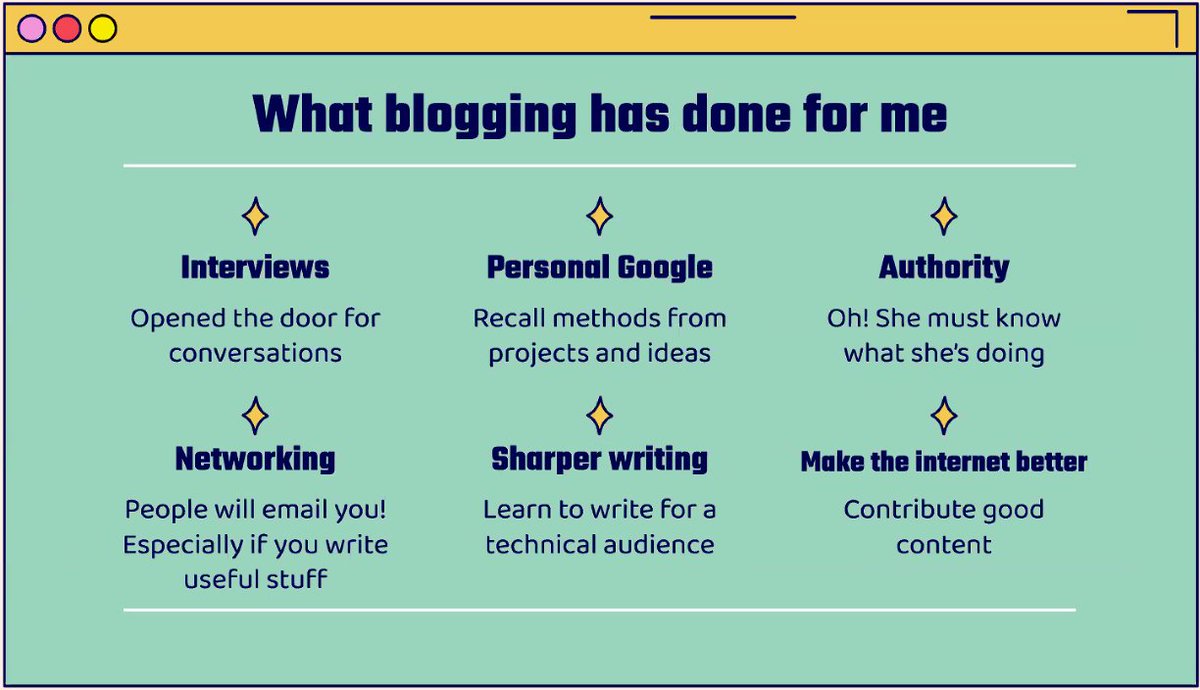 What blogging has done for me
Interviews
Opened the door for
conversations
Personal Google
Recall methods from
projects and ideas
Authority
Oh! She must know
what she's doing
Networking
People will email you!
Especially if you write
useful stuff
Sharper writing
Learn to write for a
technical audience
Make the internet better
Contribute good
content